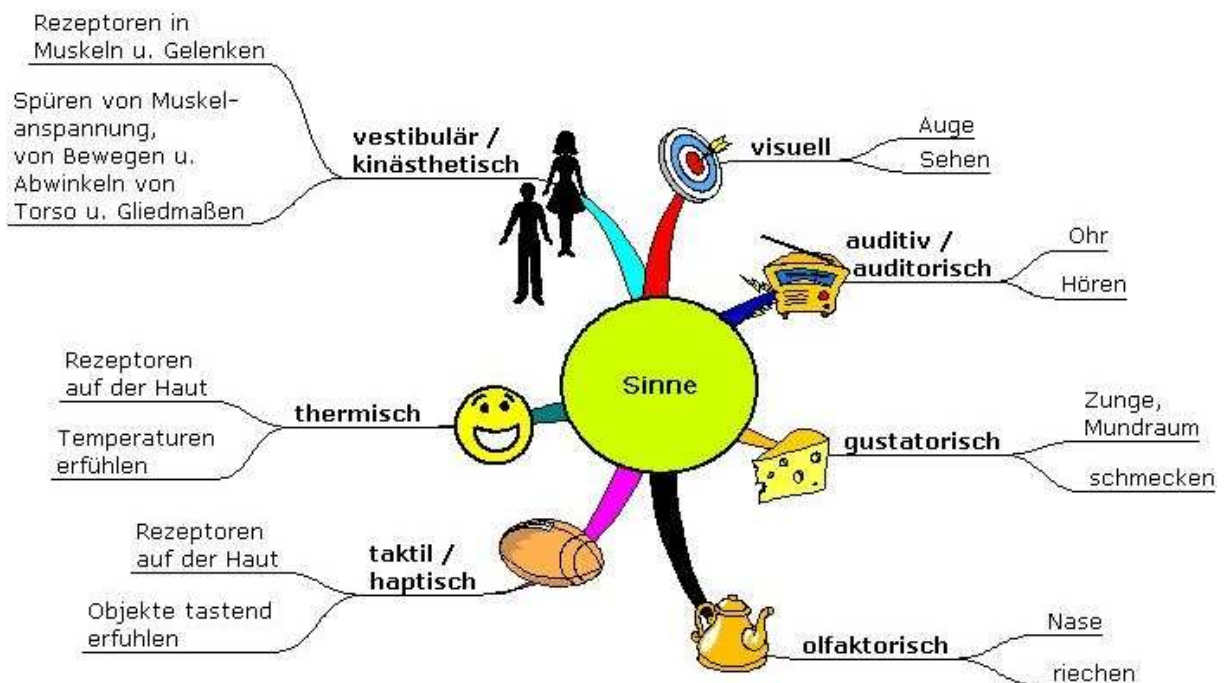 Rezeptoren in
Muskeln u. Gelenken
Spüren von Muskel-
anspannung,
von Bewegen u.
Abwinkeln von
Torso u. Gliedmaßen
vestibulär /
kinästhetisch
visuell
Auge
Sehen
auditiv /
auditorisch
Ohr
Hören
Sinne
Rezeptoren
auf der Haut
Temperaturen
erfühlen
thermisch
gustatorisch
Zunge,
Mundraum
schmecken
Rezeptoren
auf der Haut
Objekte tastend
erfuhlen
taktil /
haptisch
olfaktorisch
Nase
riechen